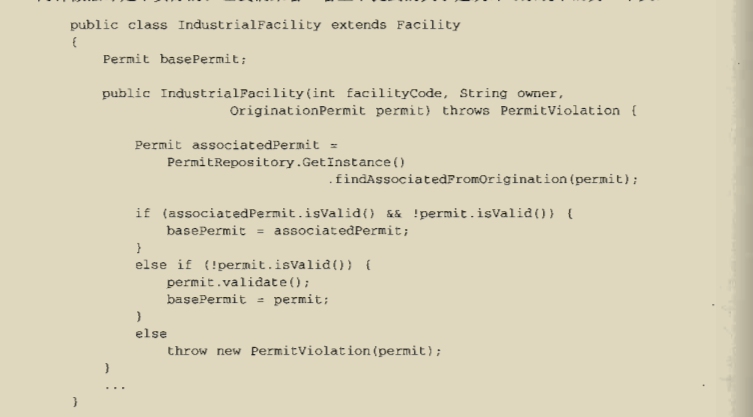 public class IndustrialFacility extends Facility
{
    Permit basePermit;

    public IndustrialFacility(int facilityCode, String owner,
                    OriginationPermit permit) throws PermitViolation {

        Permit associatedPermit =
            PermitRepository.GetInstance()
                                .findAssociatedFromOrigination(permit);

        if (associatedPermit.isValid() && !permit.isValid()) {
            basePermit = associatedPermit;
        }
        else if (!permit.isValid()) {
            permit.validate();
            basePermit = permit;
        }
        else
            throw new PermitViolation(permit);
    }
    ...
}